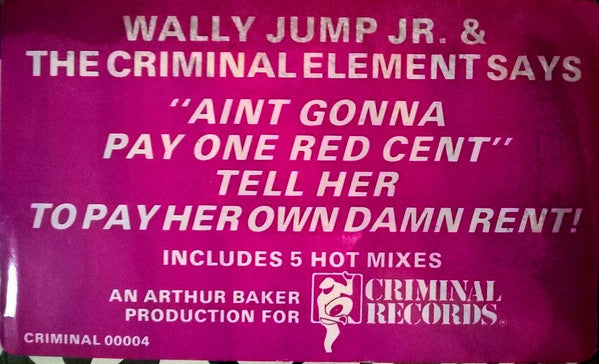 WALLY JUMP JR. &
THE CRIMINAL ELEMENT SAYS
"AINT GONNA
PAY ONE RED CENT"
TELL HER
TO PAY HER OWN DAMN RENT!
INCLUDES 5 HOT MIXES
AN ARTHUR BAKER
PRODUCTION FOR
CRIMINAL
RECORDS
CRIMINAL 00004